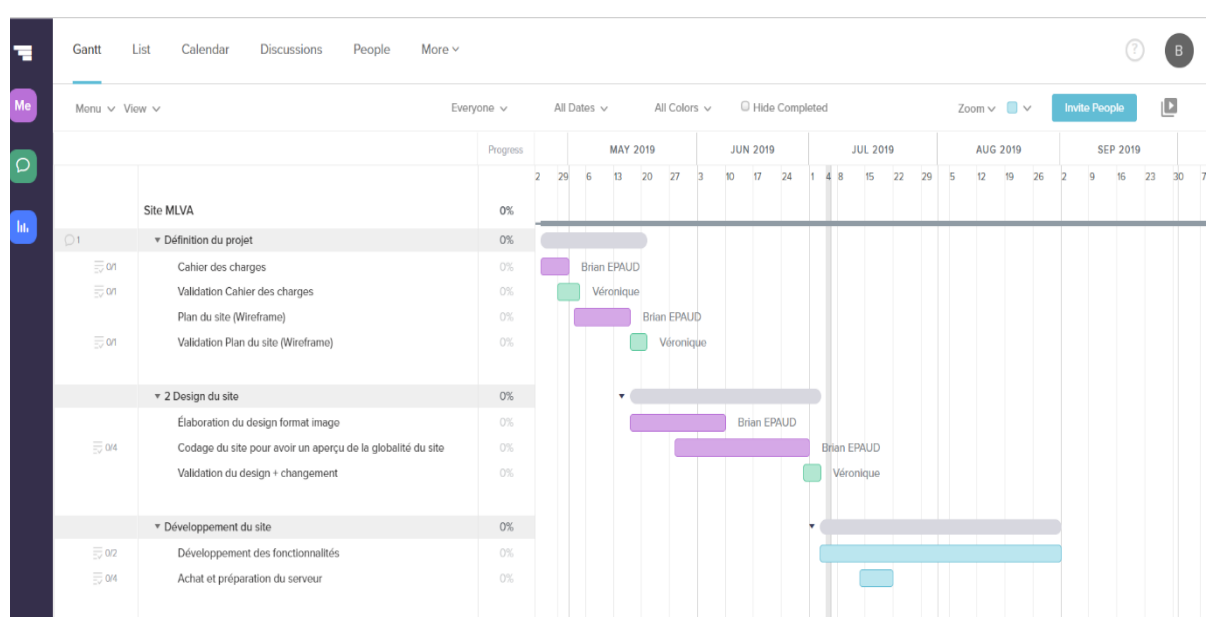 Gantt List Calendar Discussions People More ? B
Me Menu View Everyone All Dates All Colors Hide Completed Zoom Invite People
Progress MAY 2019 JUN 2019 JUL 2019 AUG 2019 SEP 2019
2 29 6 13 20 27 3 10 17 24 1 4 8 15 22 29 5 12 19 26 2 9 16 23 30 7
Site MLVA 0%
1 Définition du projet 0%
0/1 Cahier des charges 0% Brian EPAUD
0/1 Validation Cahier des charges 0% Véronique
Plan du site (Wireframe) 0% Brian EPAUD
0/1 Validation Plan du site (Wireframe) 0% Véronique
2 Design du site 0%
Élaboration du design format image 0% Brian EPAUD
0/4 Codage du site pour avoir un aperçu de la globalité du site 0% Brian EPAUD
Validation du design + changement 0% Véronique
Développement du site 0%
0/2 Développement des fonctionnalités 0%
0/4 Achat et préparation du serveur 0%